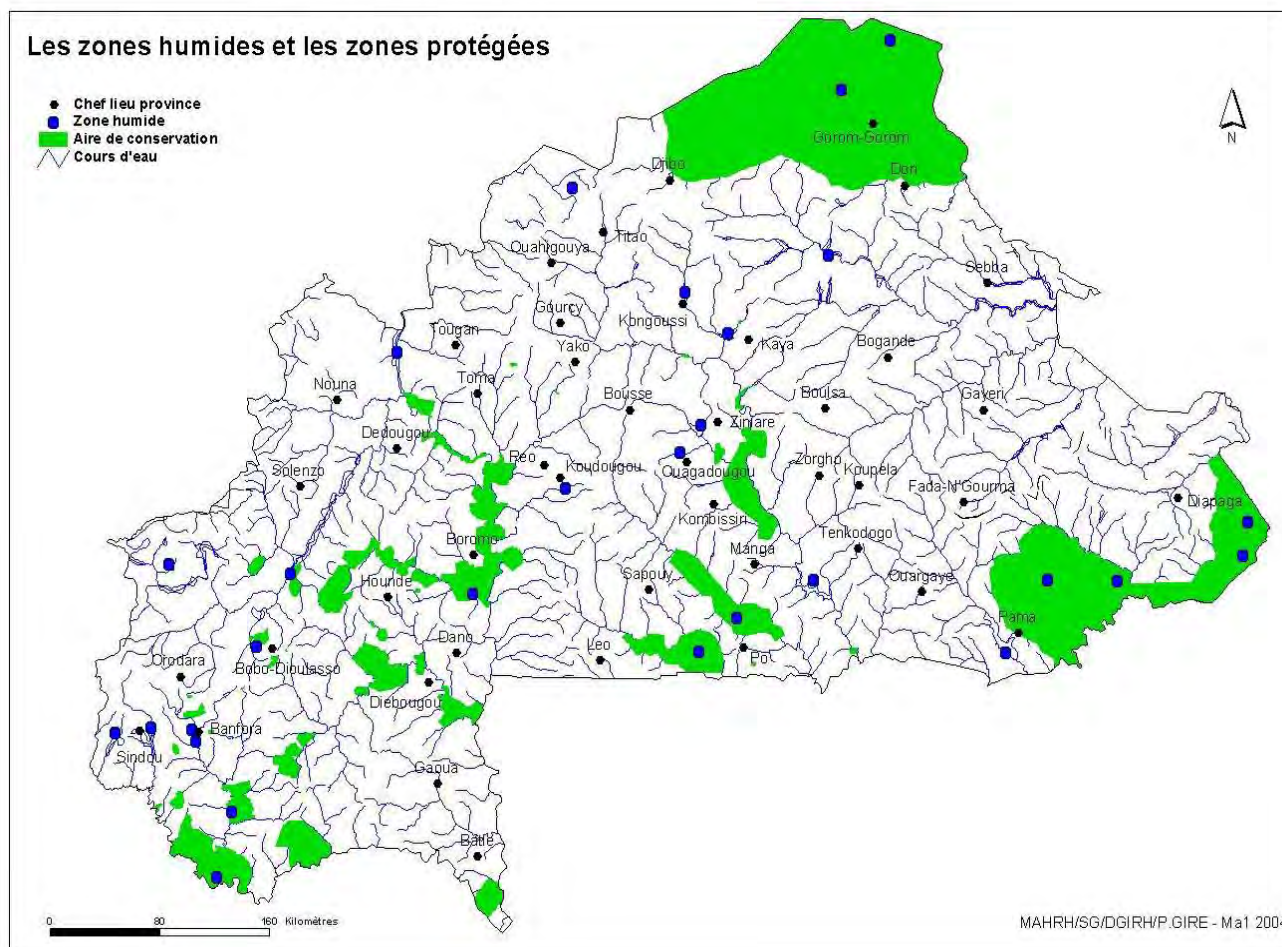 Les zones humides et les zones protégées
Chef lieu province
Zone humide
Aire de conservation
Cours d'eau
N
Gorom-Gorom
Djibo
Dori
Titao
Ouahigouya
Sebba
Gourcy
Kongoussi
Tougan
Yako
Kaya
Bogande
Nouna
Toma
Bousse
Boulsa
Gayeri
Ziniare
Dedougou
Reo
Koudougou
Ouagadougou
Zorgho
Koupela
Solenzo
Fada-N'Gourma
Diapaga
Kombissiri
Boromo
Manga
Tenkodogo
Hounde
Sapouy
Ouargaye
Pama
Dano
Leo
Po
Orodara
Bobo-Dioulasso
Diebougou
Banfora
Sindou
Gaoua
Batie
0 80 160 Kilomètres
MAHRH/SG/DGIRH/P.GIRE - Mai 2004